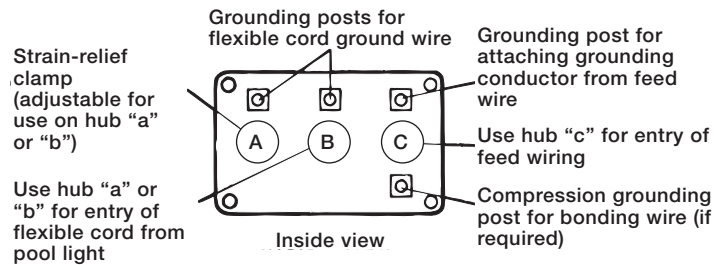 Grounding posts for
flexible cord ground wire
Strain-relief
clamp
(adjustable for
use on hub “a”
or “b”)
Grounding post for
attaching grounding
conductor from feed
wire
A
B
C
Use hub “c” for entry of
feed wiring
Use hub “a” or
“b” for entry of
flexible cord from
pool light
Compression grounding
post for bonding wire (if
required)
Inside view